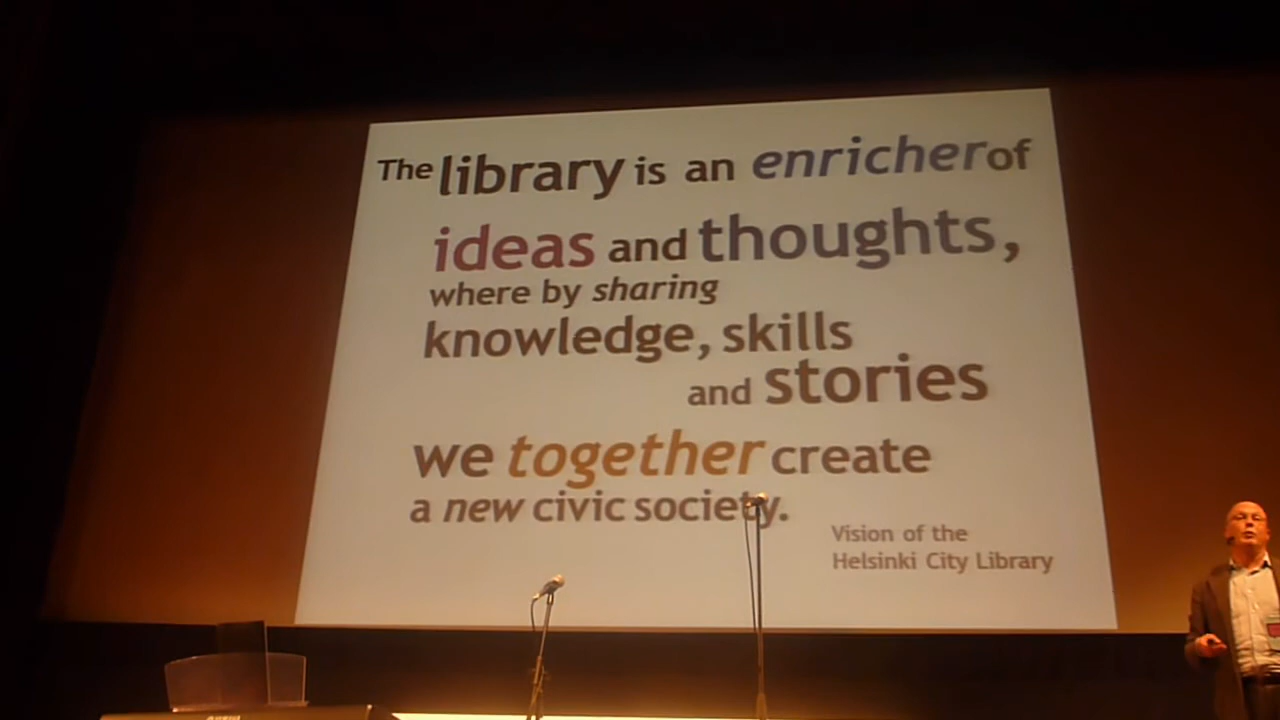 The library is an enricher of
ideas and thoughts,
where by sharing
knowledge, skills
and stories
we together create
a new civic society.
Vision of the
Helsinki City Library